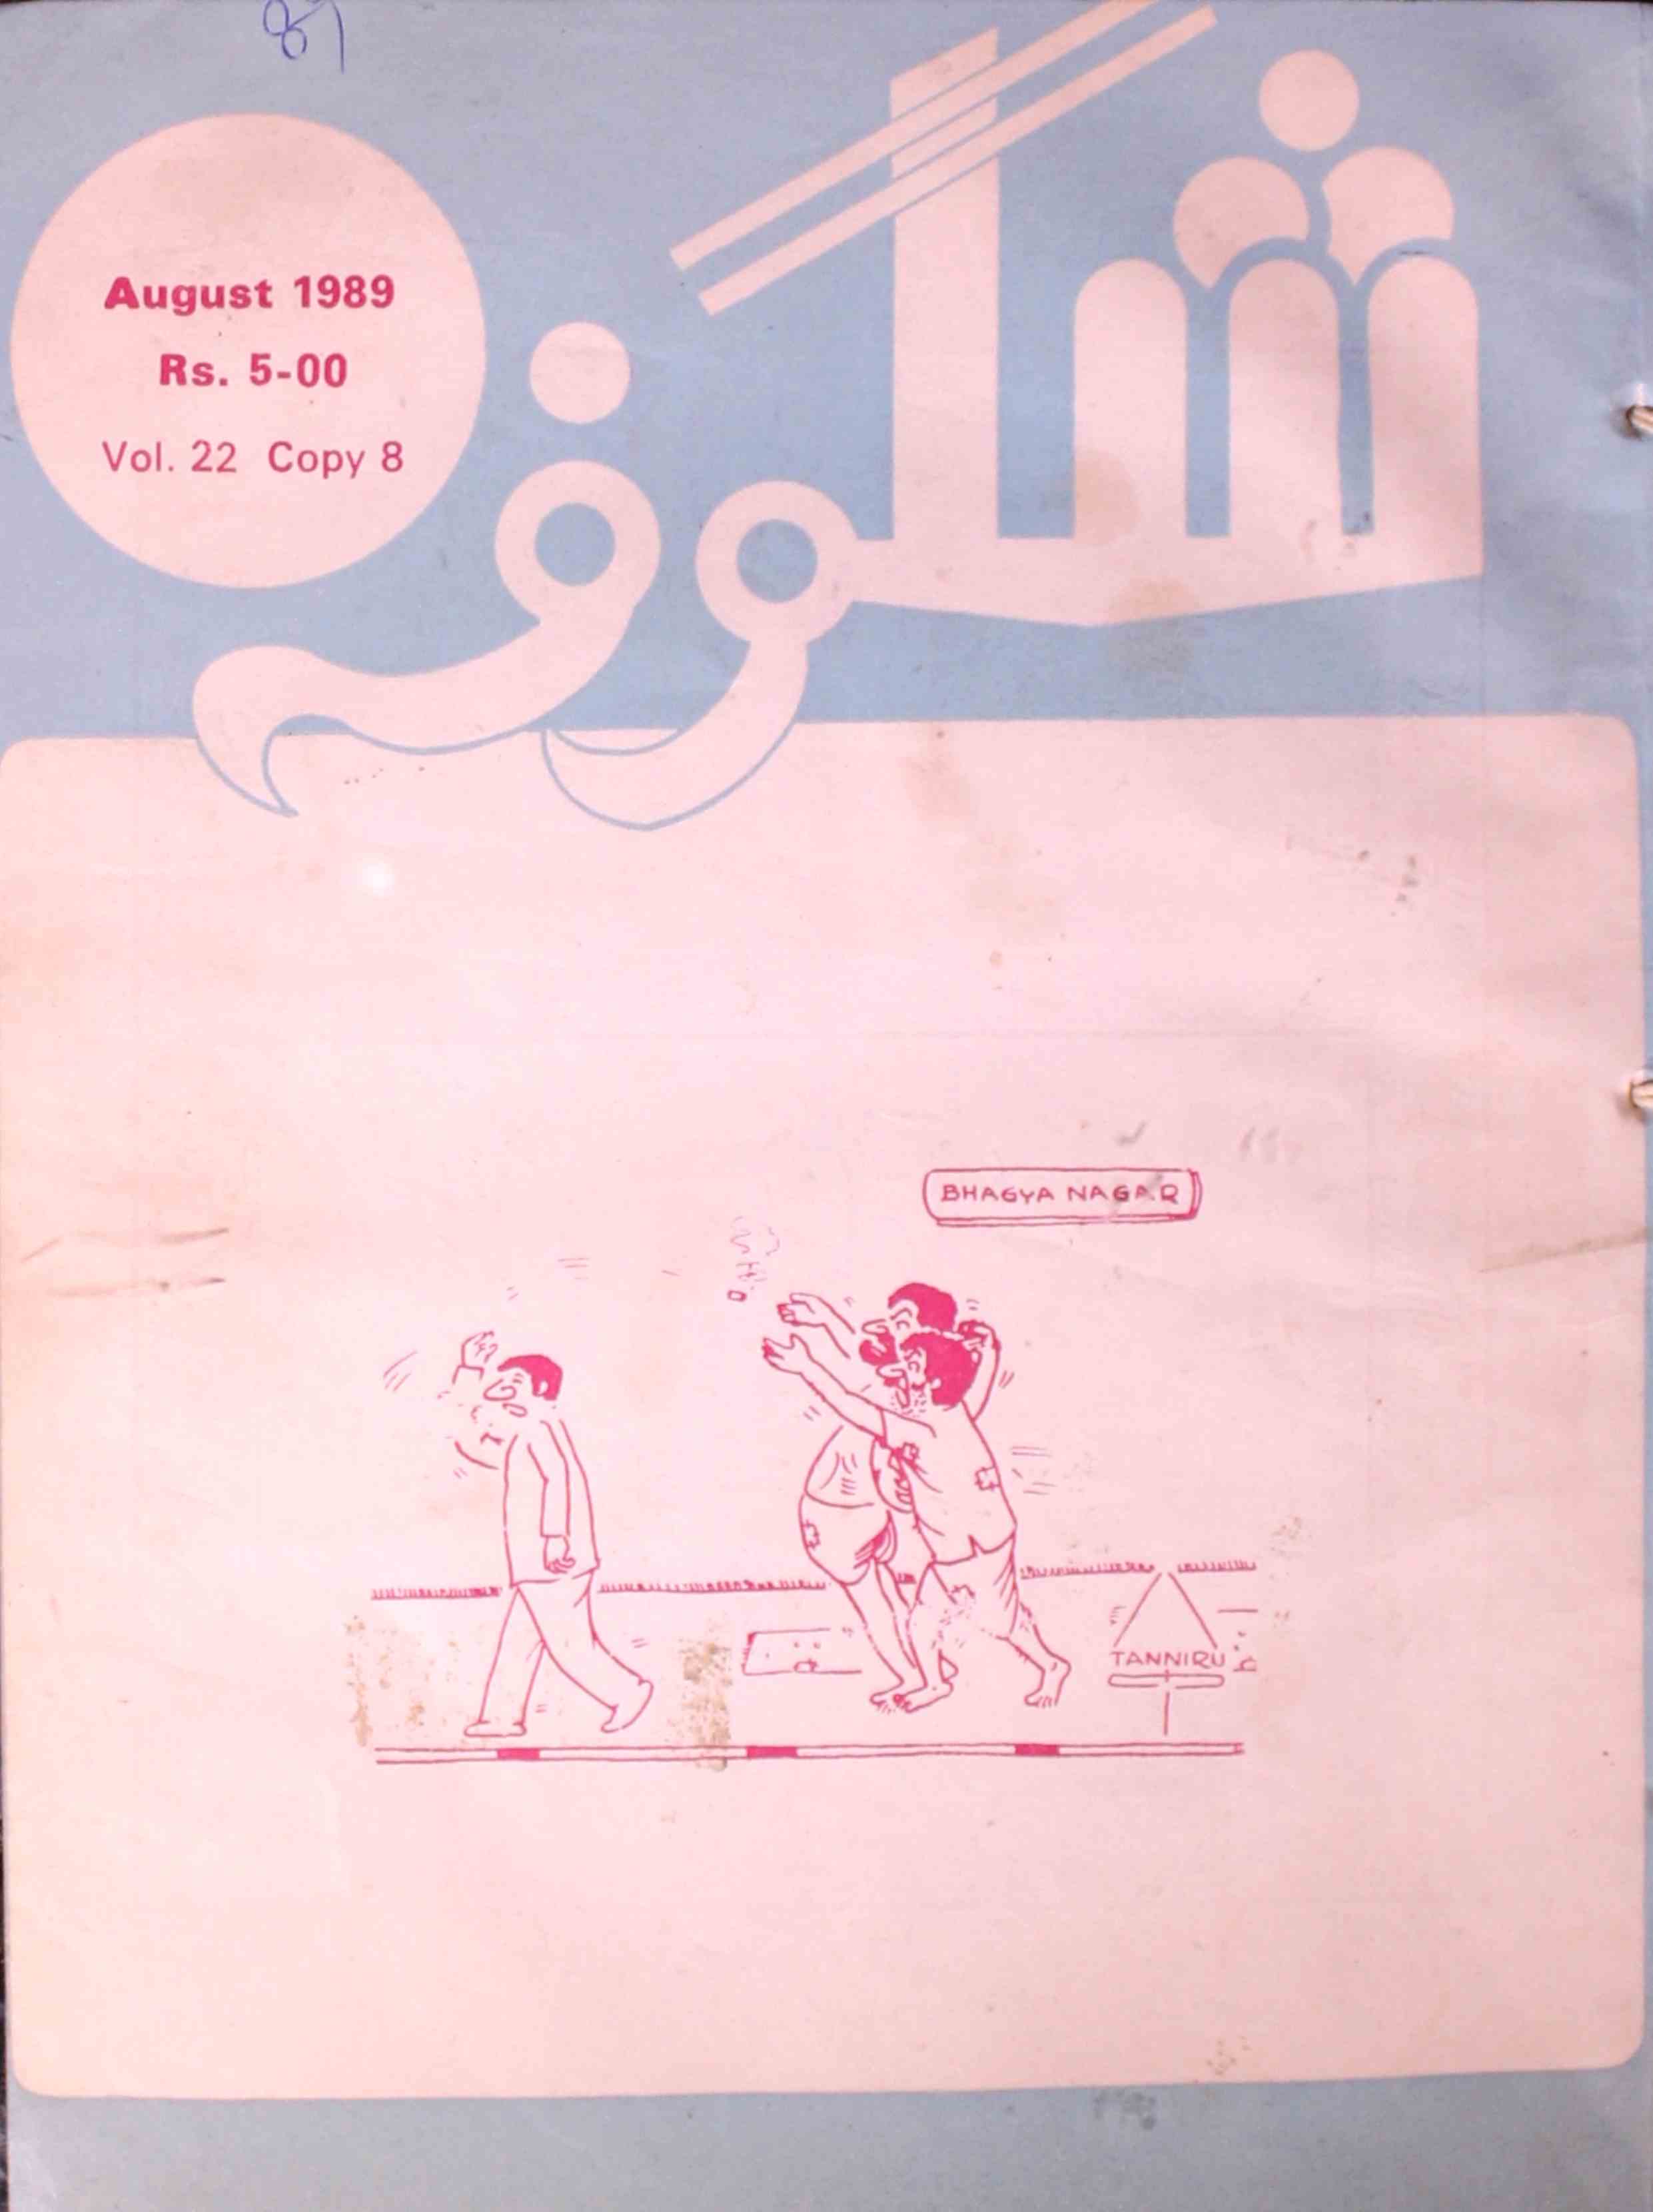 87
شگوفہ
August 1989
Rs. 5-00
Vol. 22 Copy 8
BHAGYA NAGAR
TANNIRU